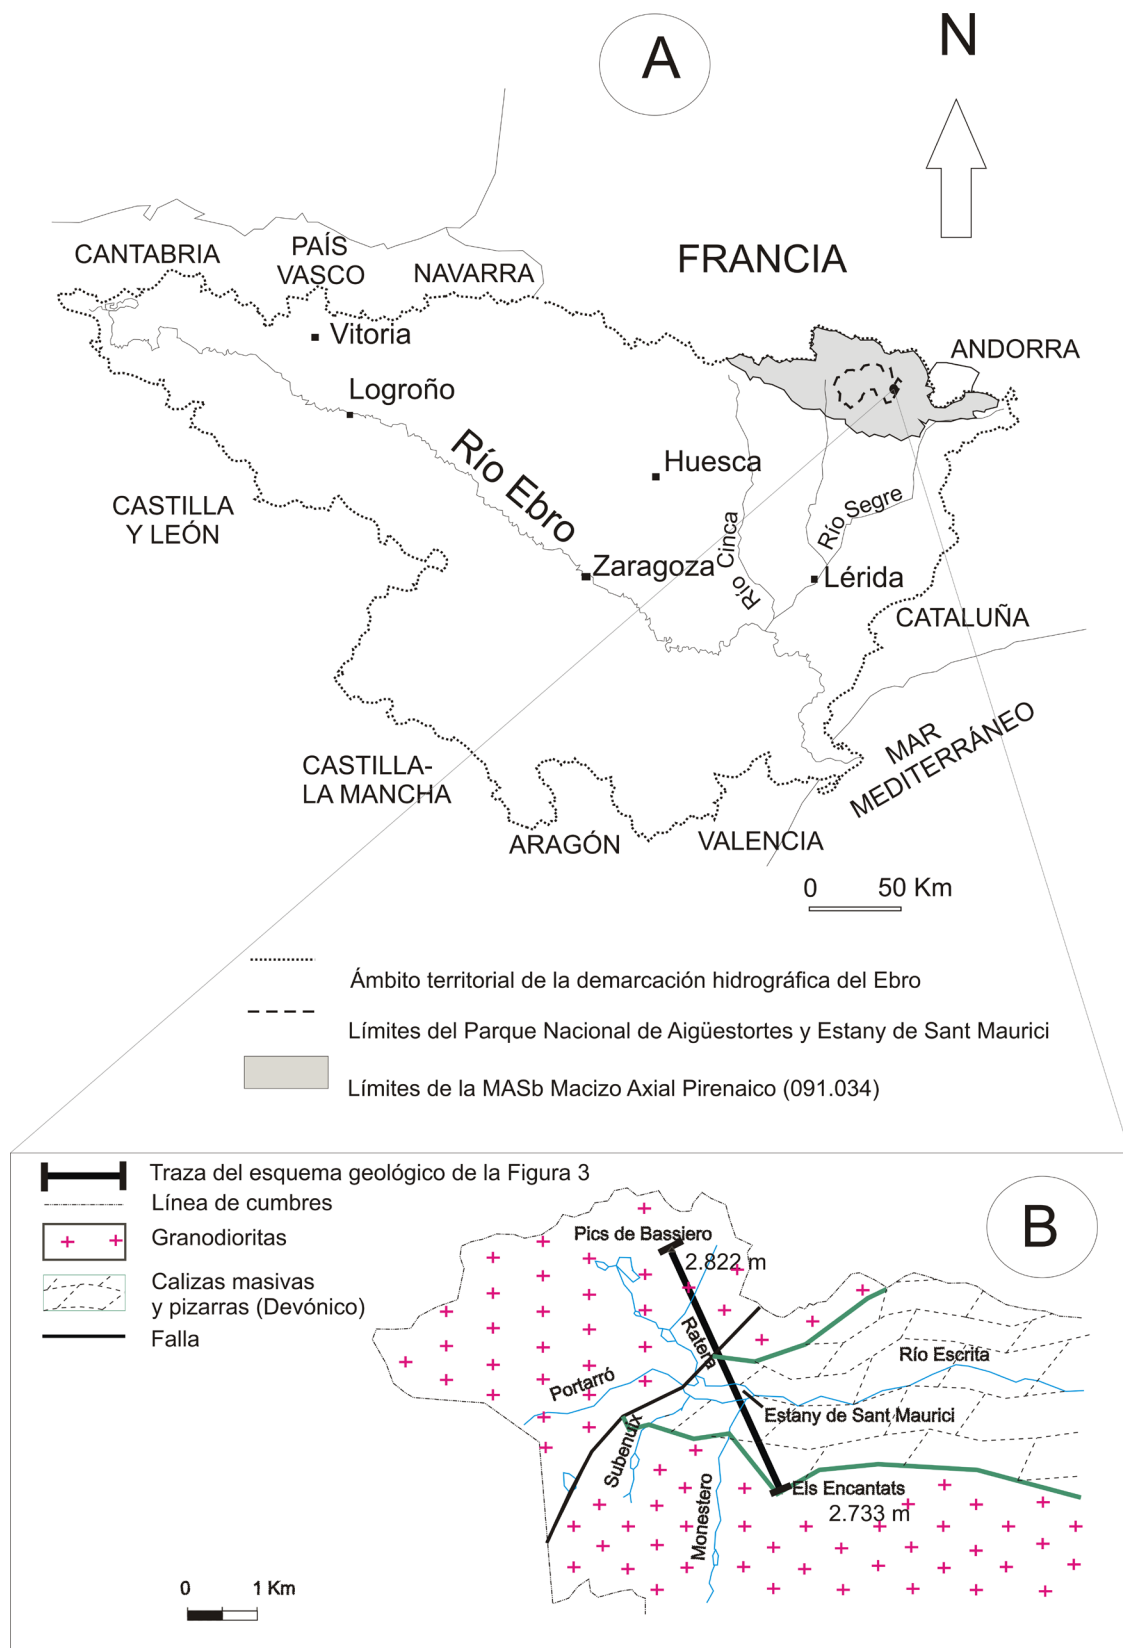 A
N
CANTABRIA
PAÍS
VASCO
NAVARRA
FRANCIA
ANDORRA
Vitoria
Logroño
Río Ebro
Huesca
CASTILLA
Y LEÓN
Río Cinca
Río Segre
Zaragoza
Lérida
CATALUÑA
MAR
MEDITERRÁNEO
CASTILLA-
LA MANCHA
ARAGÓN
VALENCIA
0 50 Km
Ámbito territorial de la demarcación hidrográfica del Ebro
Límites del Parque Nacional de Aigüestortes y Estany de Sant Maurici
Límites de la MASb Macizo Axial Pirenaico (091.034)
Traza del esquema geológico de la Figura 3
Línea de cumbres
Granodioritas
Calizas masivas
y pizarras (Devónico)
Falla
B
Pics de Bassiero
2.822 m
Ratera
Portarró
Río Escrita
Estany de Sant Maurici
Subenuix
Monestero
Els Encantats
2.733 m
0 1 Km